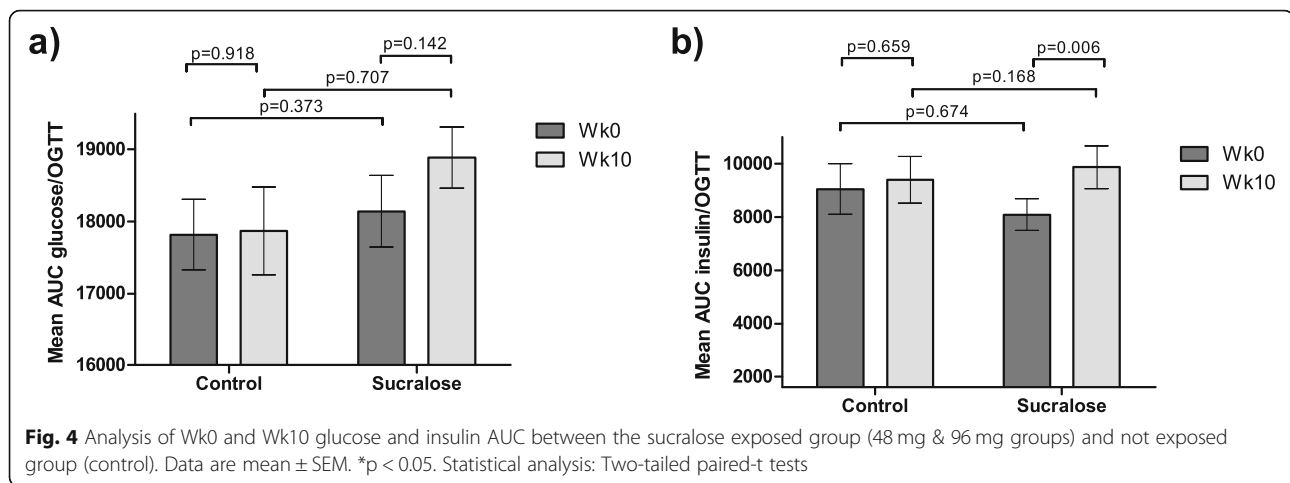 a)
p=0.918
p=0.142
p=0.707
p=0.373
Wk0
Wk10
Mean AUC glucose/OGTT
19000
18000
17000
16000
Control
Sucralose
b)
p=0.659
p=0.006
p=0.168
p=0.674
Wk0
Wk10
Mean AUC insulin/OGTT
10000
8000
6000
4000
2000
Control
Sucralose
Fig. 4 Analysis of Wk0 and Wk10 glucose and insulin AUC between the sucralose exposed group (48 mg & 96 mg groups) and not exposed
group (control). Data are mean ± SEM. *p < 0.05. Statistical analysis: Two-tailed paired-t tests